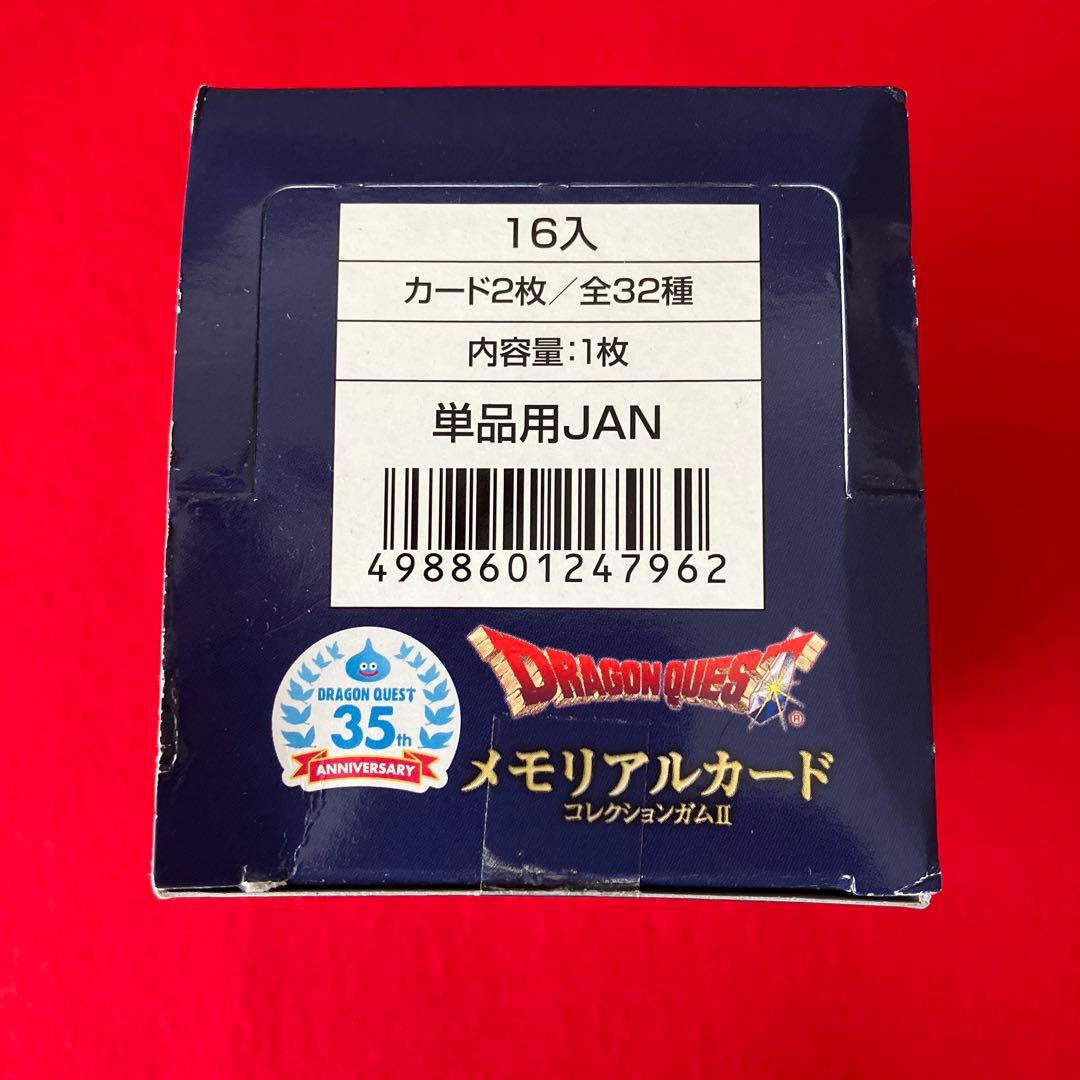 16入
カード2枚／全32種
内容量:1枚
単品用JAN
4988601247962
DRAGON QUEST
35th
ANNIVERSARY
DRAGON QUEST®
メモリアルカード
コレクションガムⅡ